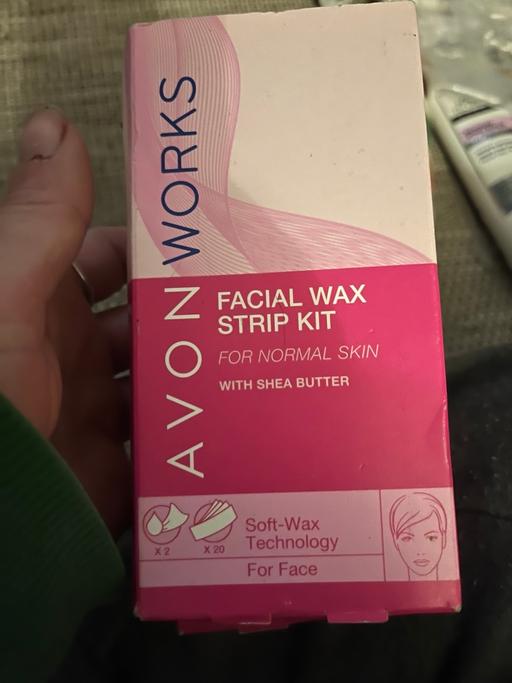 AVON WORKS
FACIAL WAX
STRIP KIT
FOR NORMAL SKIN
WITH SHEA BUTTER
X 2
X 20
Soft-Wax
Technology
For Face